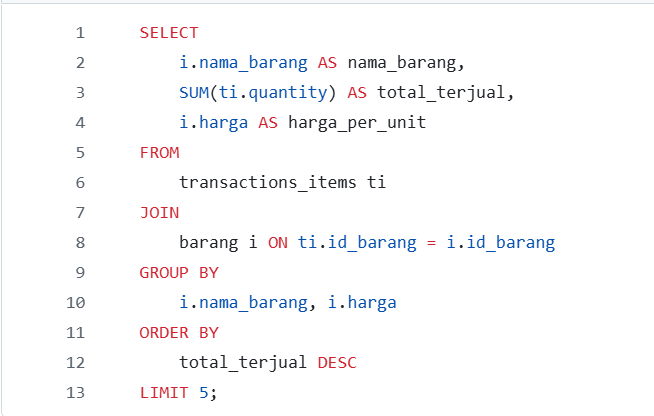 1 SELECT
2 i.nama_barang AS nama_barang,
3 SUM(ti.quantity) AS total_terjual,
4 i.harga AS harga_per_unit
5 FROM
6 transactions_items ti
7 JOIN
8 barang i ON ti.id_barang = i.id_barang
9 GROUP BY
10 i.nama_barang, i.harga
11 ORDER BY
12 total_terjual DESC
13 LIMIT 5;